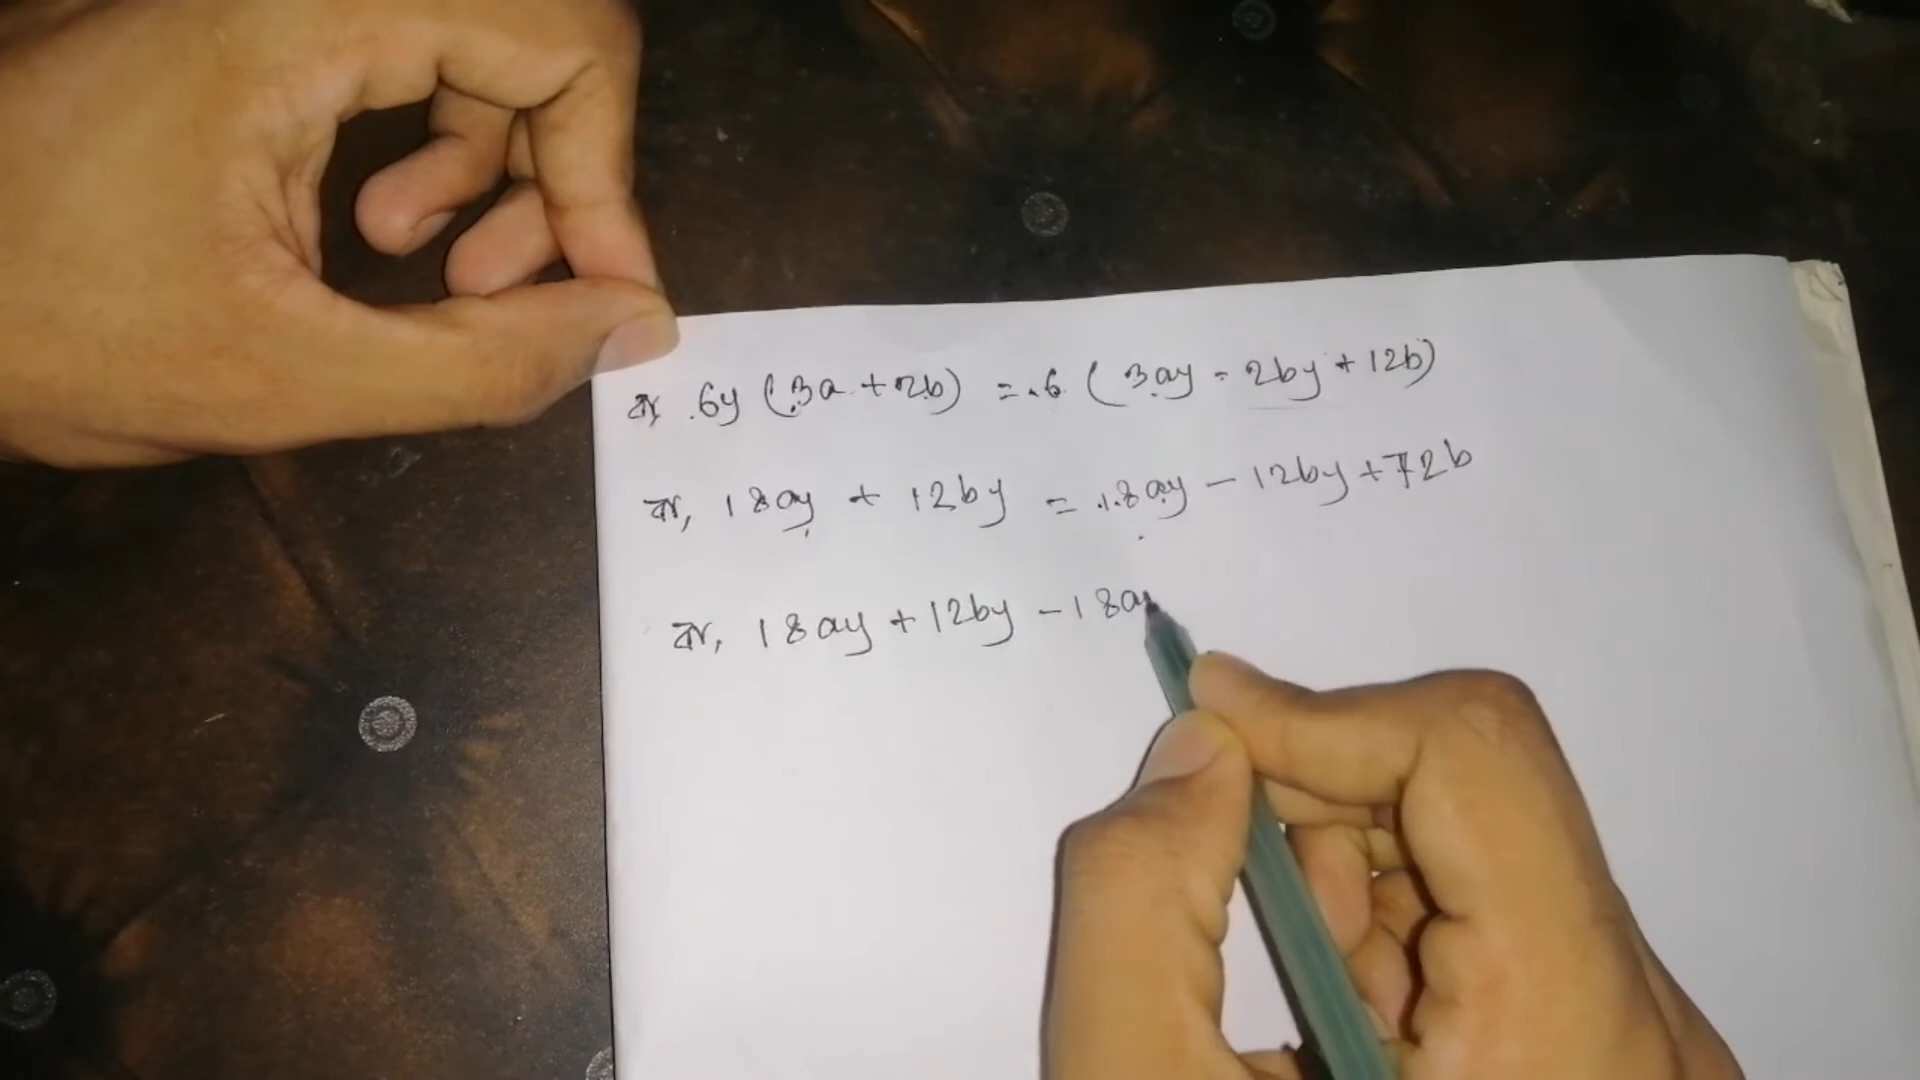 বা, 6y (3a + 2b) = 6 (3ay - 2by + 12b)
বা, 18ay + 12by = 18ay - 12by + 72b
বা, 18ay + 12by - 18ay